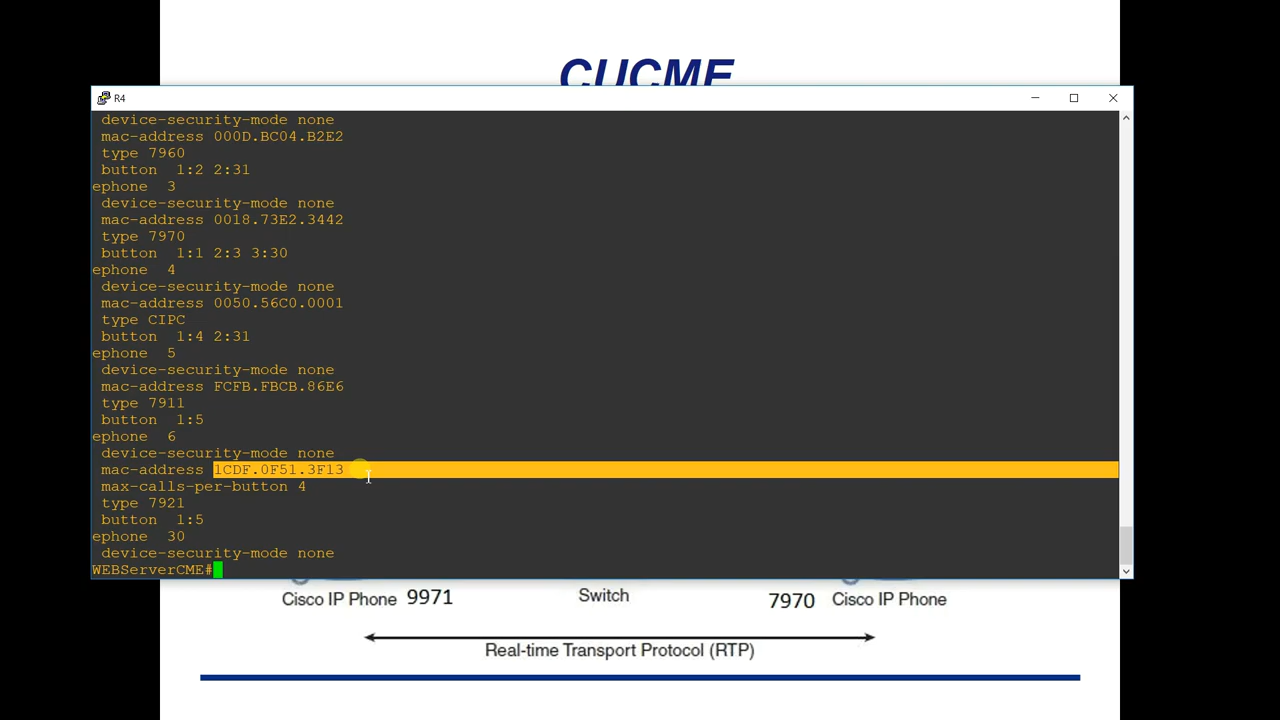 CUCME
R4
device-security-mode none
mac-address 000D.BC04.B2E2
type 7960
button 1:2 2:31
ephone 3
device-security-mode none
mac-address 0018.73E2.3442
type 7970
button 1:1 2:3 3:30
ephone 4
device-security-mode none
mac-address 0050.56C0.0001
type CIPC
button 1:4 2:31
ephone 5
device-security-mode none
mac-address FCFB.FBCB.86E6
type 7911
button 1:5
ephone 6
device-security-mode none
mac-address 1CDF.0F51.3F13
max-calls-per-button 4
type 7921
button 1:5
ephone 30
device-security-mode none
WEBServerCME#
Cisco IP Phone 9971
Switch
7970 Cisco IP Phone
Real-time Transport Protocol (RTP)